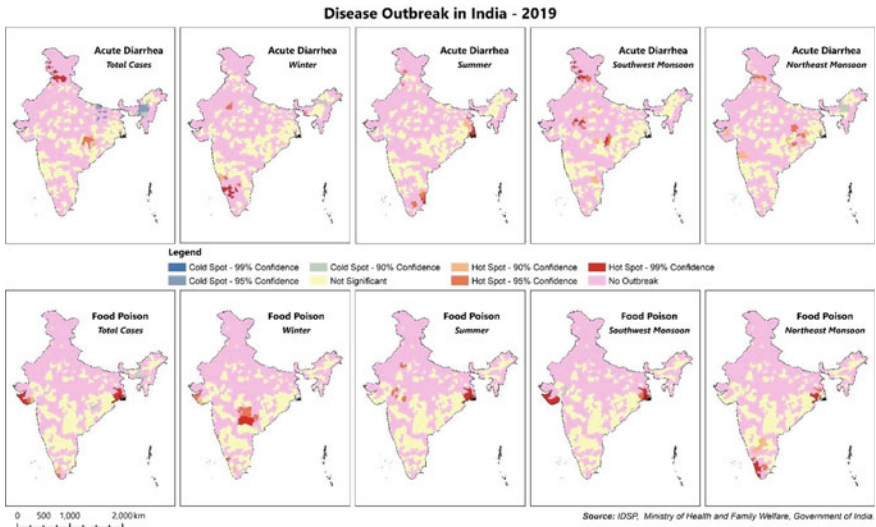 Disease Outbreak in India - 2019
Acute Diarrhea
Total Cases
Acute Diarrhea
Winter
Acute Diarrhea
Summer
Acute Diarrhea
Southwest Monsoon
Acute Diarrhea
Northeast Monsoon
Legend
Cold Spot - 99% Confidence
Cold Spot - 90% Confidence
Hot Spot - 90% Confidence
Hot Spot - 99% Confidence
Cold Spot - 95% Confidence
Not Significant
Hot Spot - 95% Confidence
No Outbreak
Food Poison
Total Cases
Food Poison
Winter
Food Poison
Summer
Food Poison
Southwest Monsoon
Food Poison
Northeast Monsoon
0 500 1,000 2,000 km
Source: IDSP, Ministry of Health and Family Welfare, Government of India.